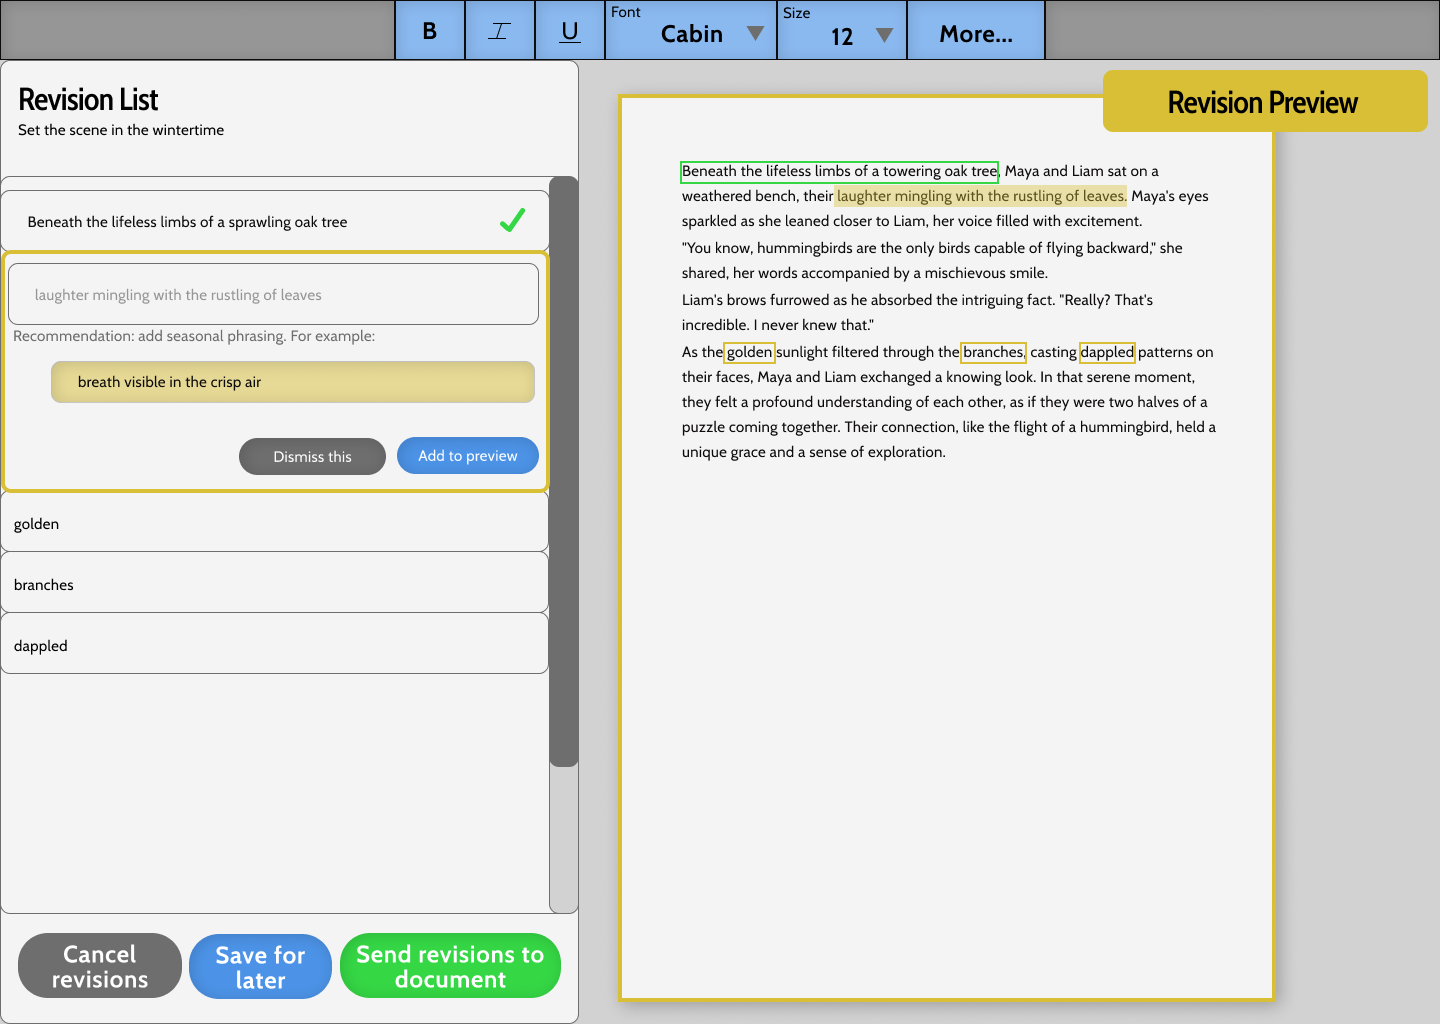 B I U Font Cabin Size 12 More...
Revision List
Set the scene in the wintertime
Beneath the lifeless limbs of a sprawling oak tree
laughter mingling with the rustling of leaves
Recommendation: add seasonal phrasing. For example:
breath visible in the crisp air
Dismiss this Add to preview
golden
branches
dappled
Cancel
revisions
Save for
later
Send revisions to
document
Revision Preview
Beneath the lifeless limbs of a towering oak tree, Maya and Liam sat on a
weathered bench, their laughter mingling with the rustling of leaves. Maya's eyes
sparkled as she leaned closer to Liam, her voice filled with excitement.
"You know, hummingbirds are the only birds capable of flying backward," she
shared, her words accompanied by a mischievous smile.
Liam's brows furrowed as he absorbed the intriguing fact. "Really? That's
incredible. I never knew that."
As the golden sunlight filtered through the branches, casting dappled patterns on
their faces, Maya and Liam exchanged a knowing look. In that serene moment,
they felt a profound understanding of each other, as if they were two halves of a
puzzle coming together. Their connection, like the flight of a hummingbird, held a
unique grace and a sense of exploration.